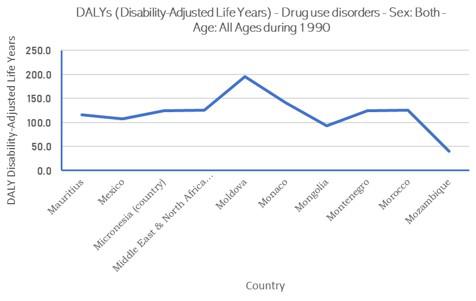 DALYs (Disability-Adjusted Life Years) - Drug use disorders - Sex: Both -
Age: All Ages during 1990
DALY Disability-Adjusted Life Years
250.0
200.0
150.0
100.0
50.0
0.0
Mauritius
Mexico
Micronesia (country)
Middle East & North Africa...
Moldova
Monaco
Mongolia
Montenegro
Morocco
Mozambique
Country